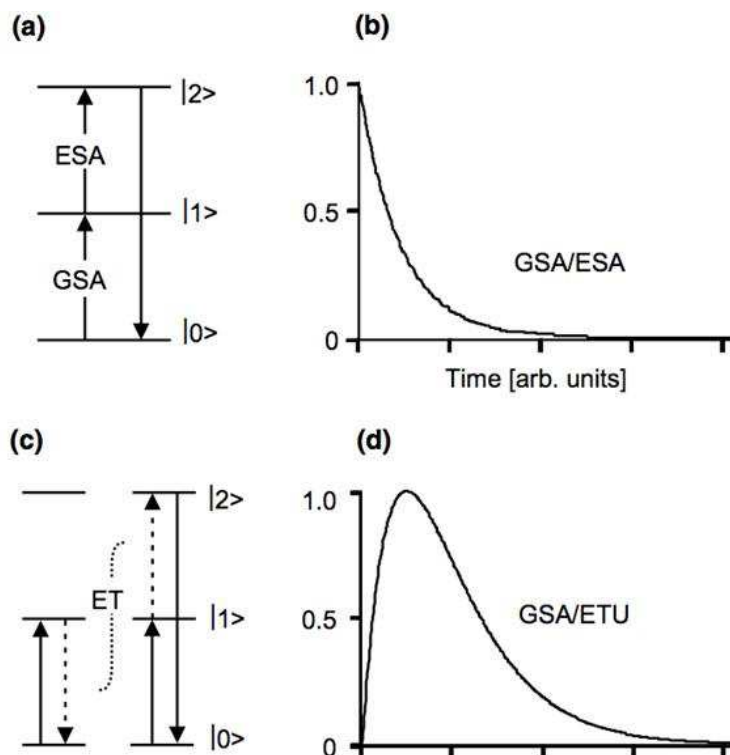 (a)
|2>
ESA
|1>
GSA
|0>
(b)
1.0
0.5
GSA/ESA
0
Time [arb. units]
(c)
|2>
ET
|1>
|0>
(d)
1.0
0.5
GSA/ETU
0